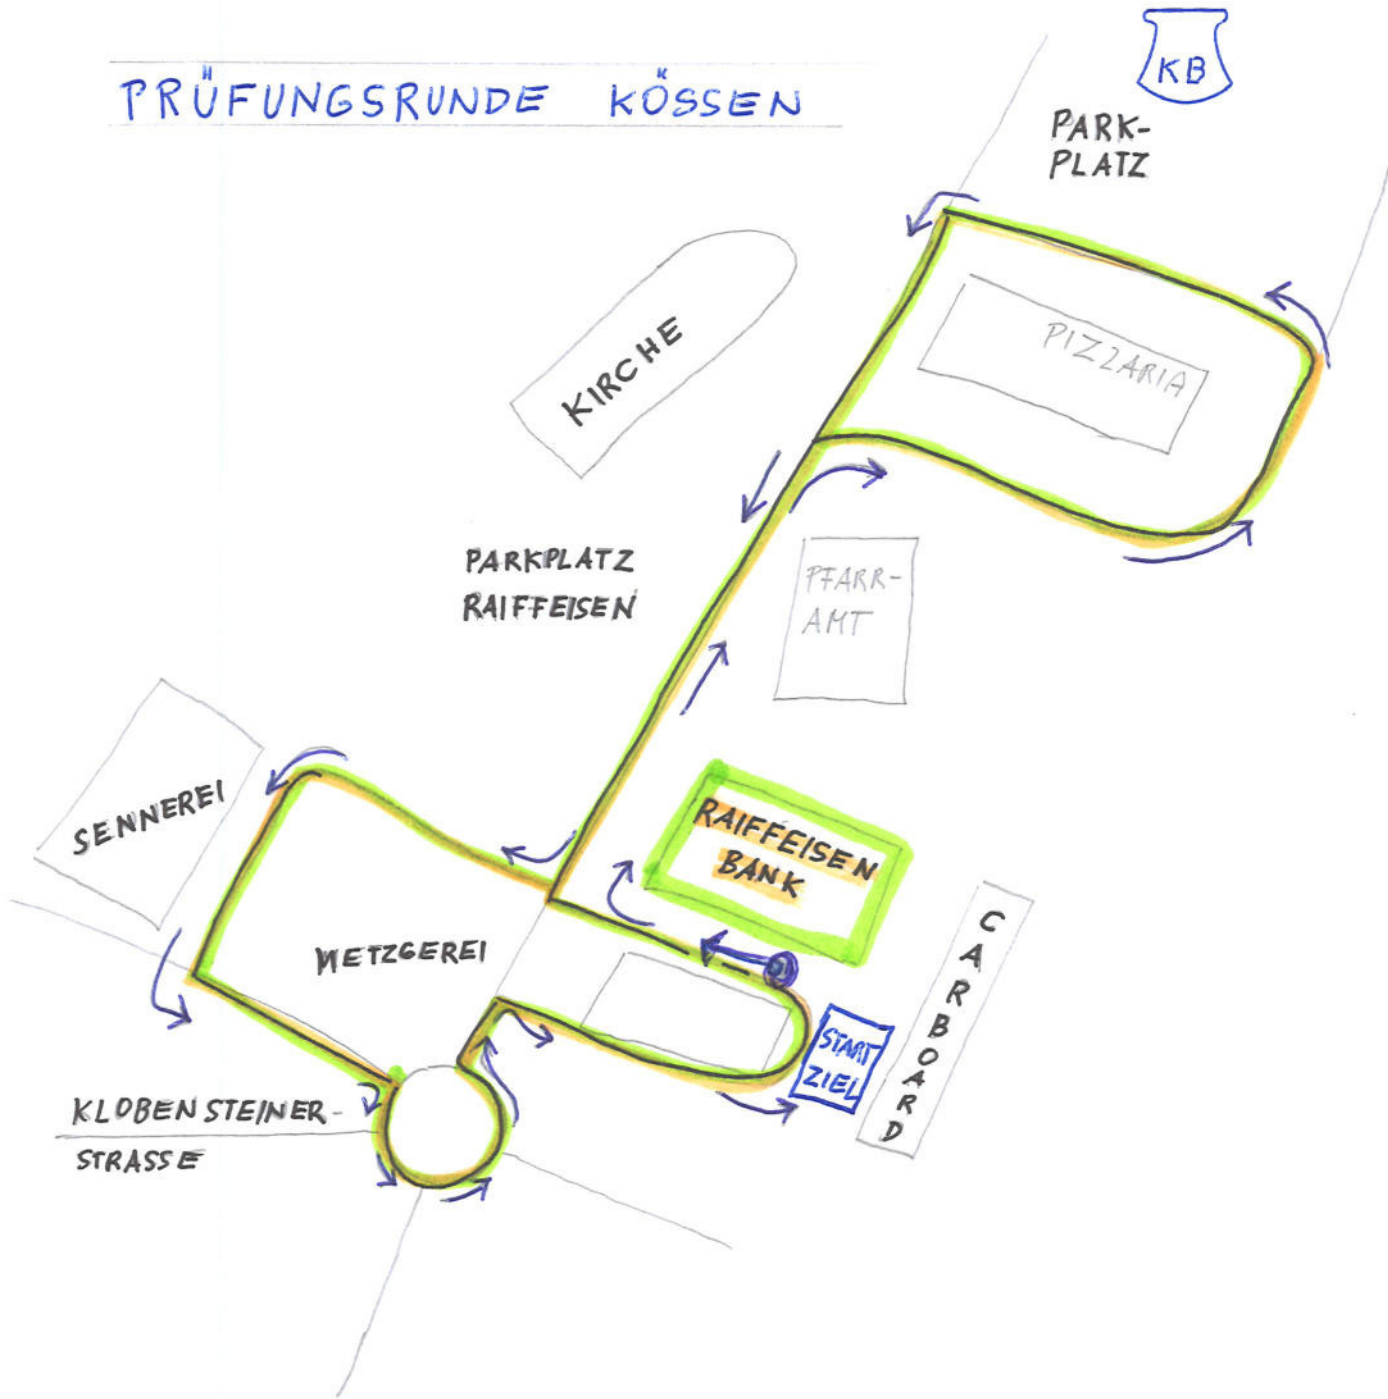 PRÜFUNGSRUNDE KÖSSEN
KB
PARK-
PLATZ
KIRCHE
PIZZARIA
PARKPLATZ
RAIFFEISEN
PFARR-
AMT
SENNEREI
RAIFFEISEN
BANK
METZGEREI
CARBOARD
START
ZIEL
KLOBENSTEINER-
STRASSE